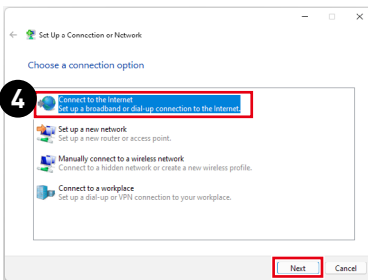 Set Up a Connection or Network
Choose a connection option
4
Connect to the Internet
Set up a broadband or dial-up connection to the Internet.
Set up a new network
Set up a new router or access point.
Manually connect to a wireless network
Connect to a hidden network or create a new wireless profile.
Connect to a workplace
Set up a dial-up or VPN connection to your workplace.
Next
Cancel